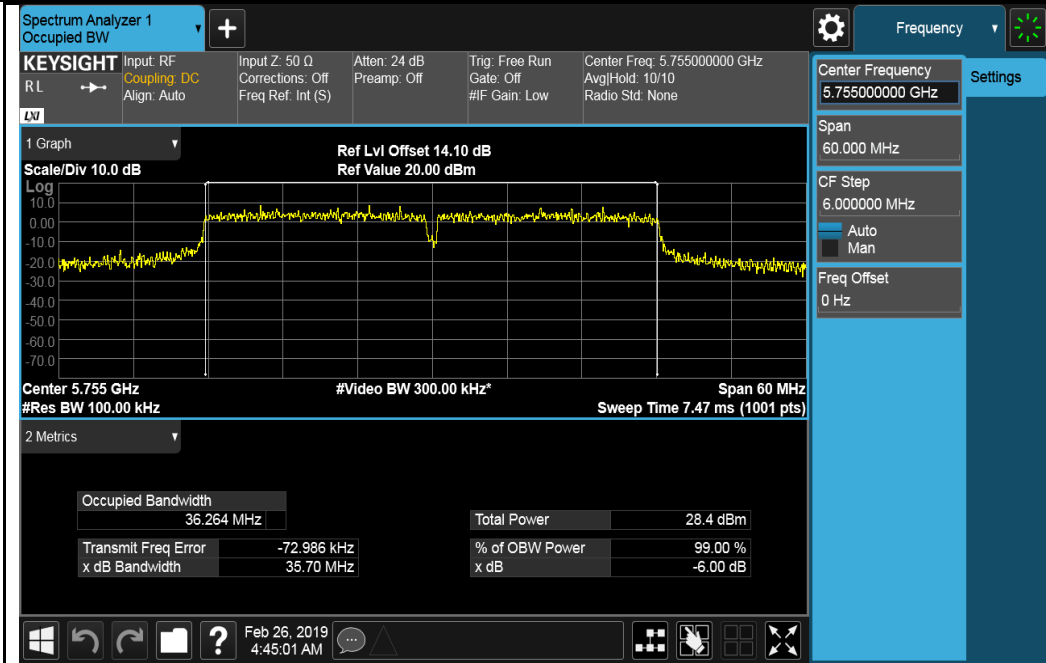 Spectrum Analyzer 1
Occupied BW
Frequency
KEYSIGHT
R L
LXI
Input: RF
Coupling: DC
Align: Auto
Input Z: 50 Ω
Corrections: Off
Freq Ref: Int (S)
Atten: 24 dB
Preamp: Off
Trig: Free Run
Gate: Off
#IF Gain: Low
Center Freq: 5.755000000 GHz
Avg|Hold: 10/10
Radio Std: None
Center Frequency
5.755000000 GHz
Settings
Span
60.000 MHz
CF Step
6.000000 MHz
Auto
Man
Freq Offset
0 Hz
1 Graph
Scale/Div 10.0 dB
Ref Lvl Offset 14.10 dB
Ref Value 20.00 dBm
Log
10.0
0.00
-10.0
-20.0
-30.0
-40.0
-50.0
-60.0
-70.0
Center 5.755 GHz
#Video BW 300.00 kHz*
Span 60 MHz
#Res BW 100.00 kHz
Sweep Time 7.47 ms (1001 pts)
2 Metrics
Occupied Bandwidth
36.264 MHz
Total Power 28.4 dBm
Transmit Freq Error -72.986 kHz
% of OBW Power 99.00 %
x dB Bandwidth 35.70 MHz
x dB -6.00 dB
?
Feb 26, 2019
4:45:01 AM